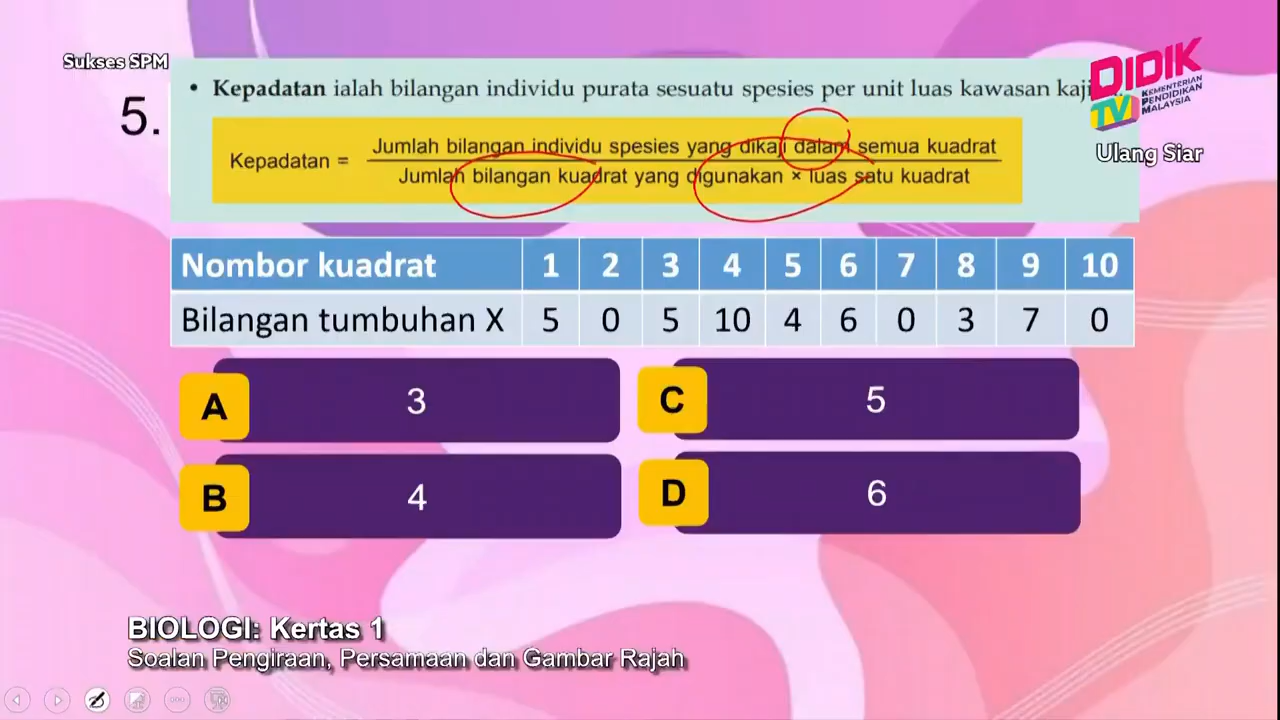 Sukses SPM
DIDIK
TV
KEMENTERIAN
PENDIDIKAN
MALAYSIA
Ulang Siar
5.
• Kepadatan ialah bilangan individu purata sesuatu spesies per unit luas kawasan
Kepadatan = Jumlah bilangan individu spesies yang dikaji dalam semua kuadrat
Jumlah bilangan kuadrat yang digunakan × luas satu kuadrat
Nombor kuadrat 1 2 3 4 5 6 7 8 9 10
Bilangan tumbuhan X 5 0 5 10 4 6 0 3 7 0
A 3
C 5
B 4
D 6
BIOLOGI: Kertas 1
Soalan Pengiraan, Persamaan dan Gambar Rajah